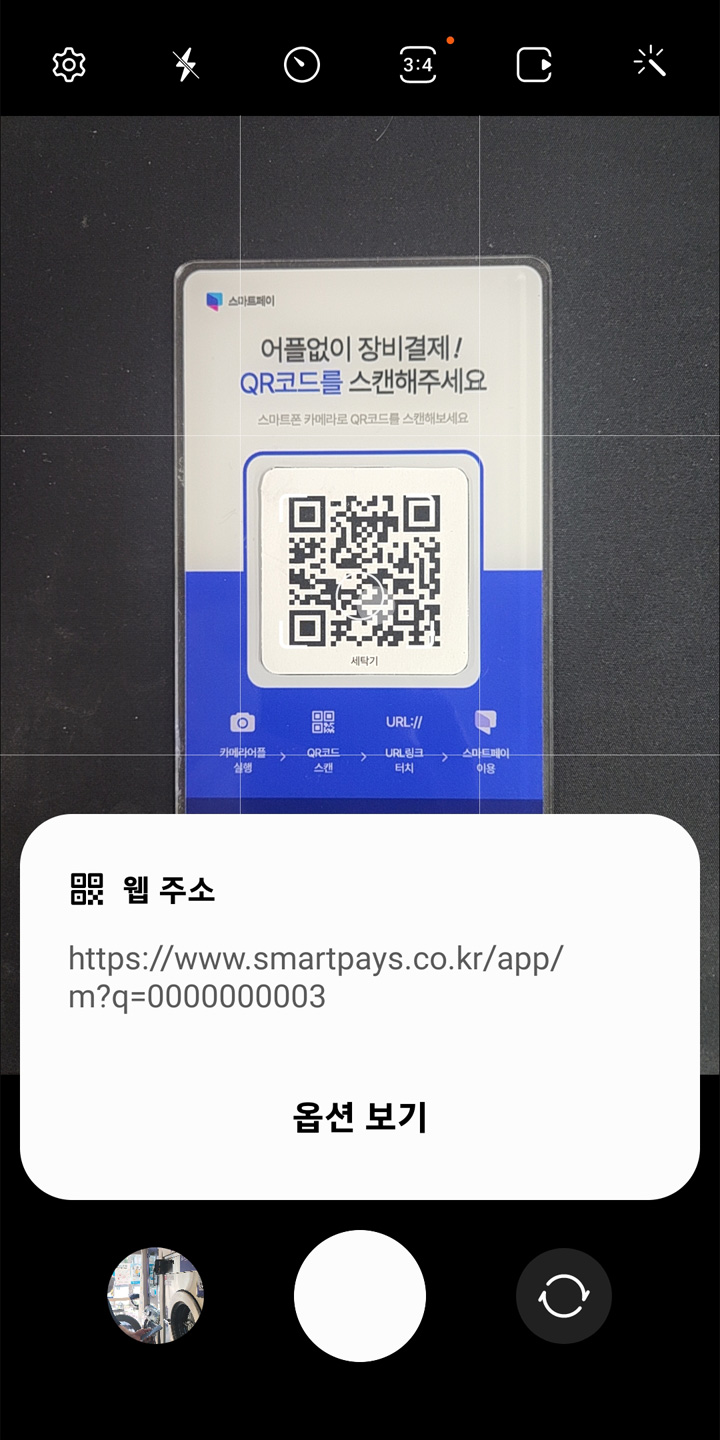 3:4
스마트페이
어플없이 장비결제!
QR코드를 스캔해주세요
스마트폰 카메라로 QR코드를 스캔해보세요
세탁기
URL://
카메라어플 실행 > QR코드 스캔 > URL링크 터치 > 스마트페이 이용
웹 주소
https://www.smartpays.co.kr/app/
m?q=0000000003
옵션 보기